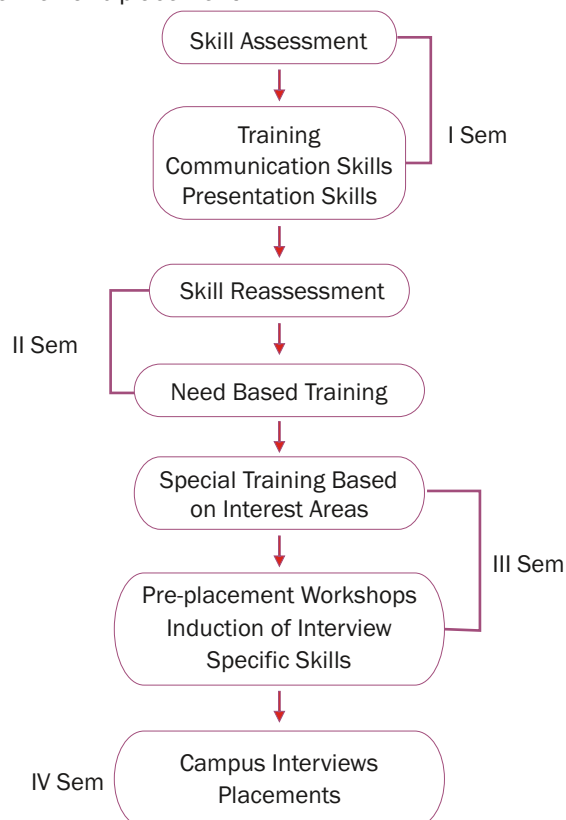 Skill Assessment
I Sem
Training
Communication Skills
Presentation Skills
Skill Reassessment
II Sem
Need Based Training
Special Training Based
on Interest Areas
III Sem
Pre-placement Workshops
Induction of Interview
Specific Skills
IV Sem
Campus Interviews
Placements